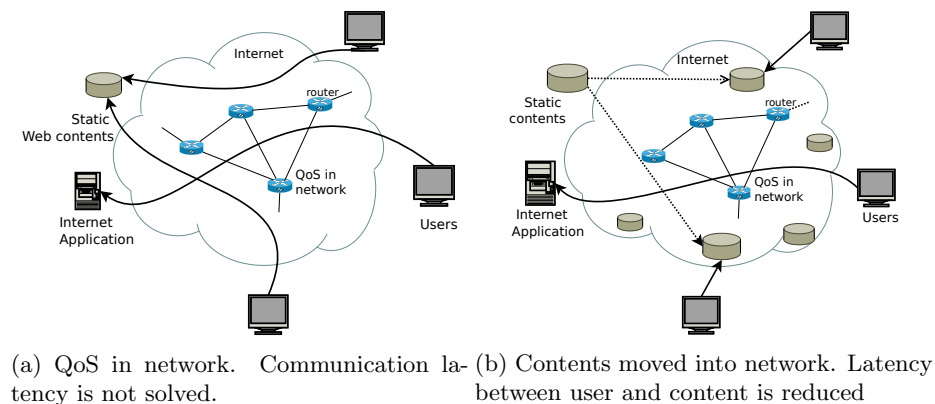 Internet
router
Static
Web contents
QoS in
network
Internet
Application
Users
(a) QoS in network. Communication la-
tency is not solved.
Internet
Static
contents
router
QoS in
network
Internet
Application
Users
(b) Contents moved into network. Latency
between user and content is reduced